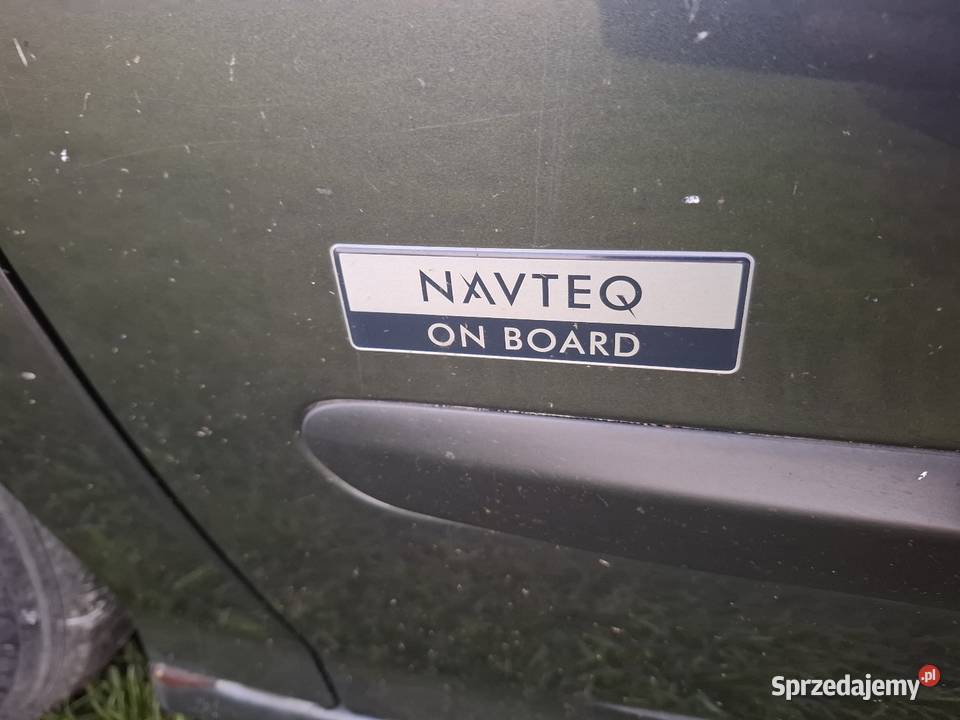 NAVTEQ
ON BOARD
Sprzedajemy.pl